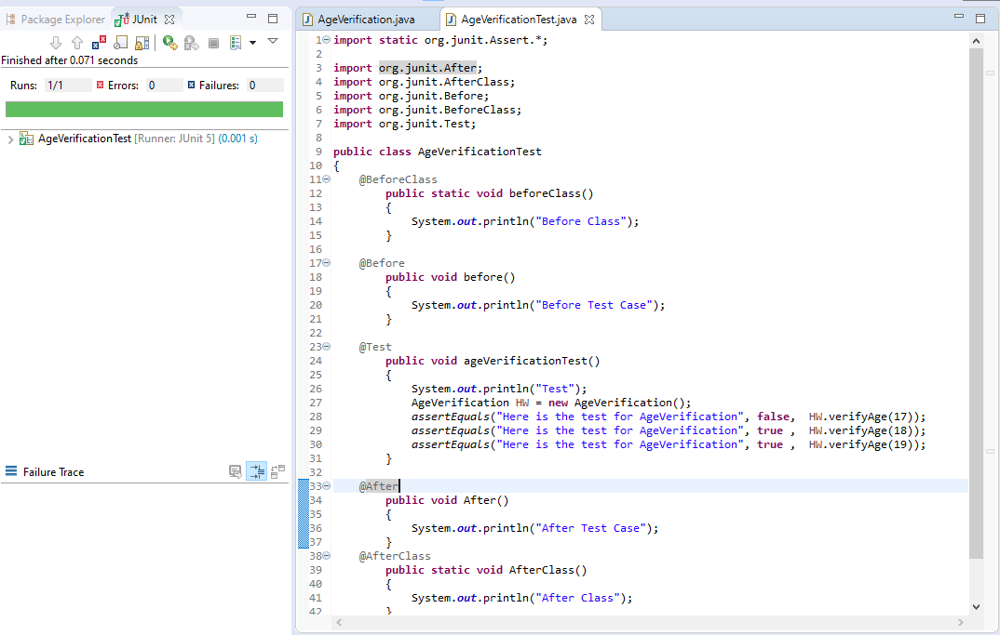 Package Explorer JUnit
Finished after 0.071 seconds
Runs: 1/1 Errors: 0 Failures: 0
AgeVerificationTest [Runner: JUnit 5] (0.001 s)
Failure Trace
AgeVerification.java AgeVerificationTest.java
1 import static org.junit.Assert.*;
2
3 import org.junit.After;
4 import org.junit.AfterClass;
5 import org.junit.Before;
6 import org.junit.BeforeClass;
7 import org.junit.Test;
8
9 public class AgeVerificationTest
10 {
11 @BeforeClass
12 public static void beforeClass()
13 {
14 System.out.println("Before Class");
15 }
16
17 @Before
18 public void before()
19 {
20 System.out.println("Before Test Case");
21 }
22
23 @Test
24 public void ageVerificationTest()
25 {
26 System.out.println("Test");
27 AgeVerification HW = new AgeVerification();
28 assertEquals("Here is the test for AgeVerification", false, HW.verifyAge(17));
29 assertEquals("Here is the test for AgeVerification", true , HW.verifyAge(18));
30 assertEquals("Here is the test for AgeVerification", true , HW.verifyAge(19));
31 }
32
33 @After
34 public void After()
35 {
36 System.out.println("After Test Case");
37 }
38 @AfterClass
39 public static void AfterClass()
40 {
41 System.out.println("After Class");
42 }